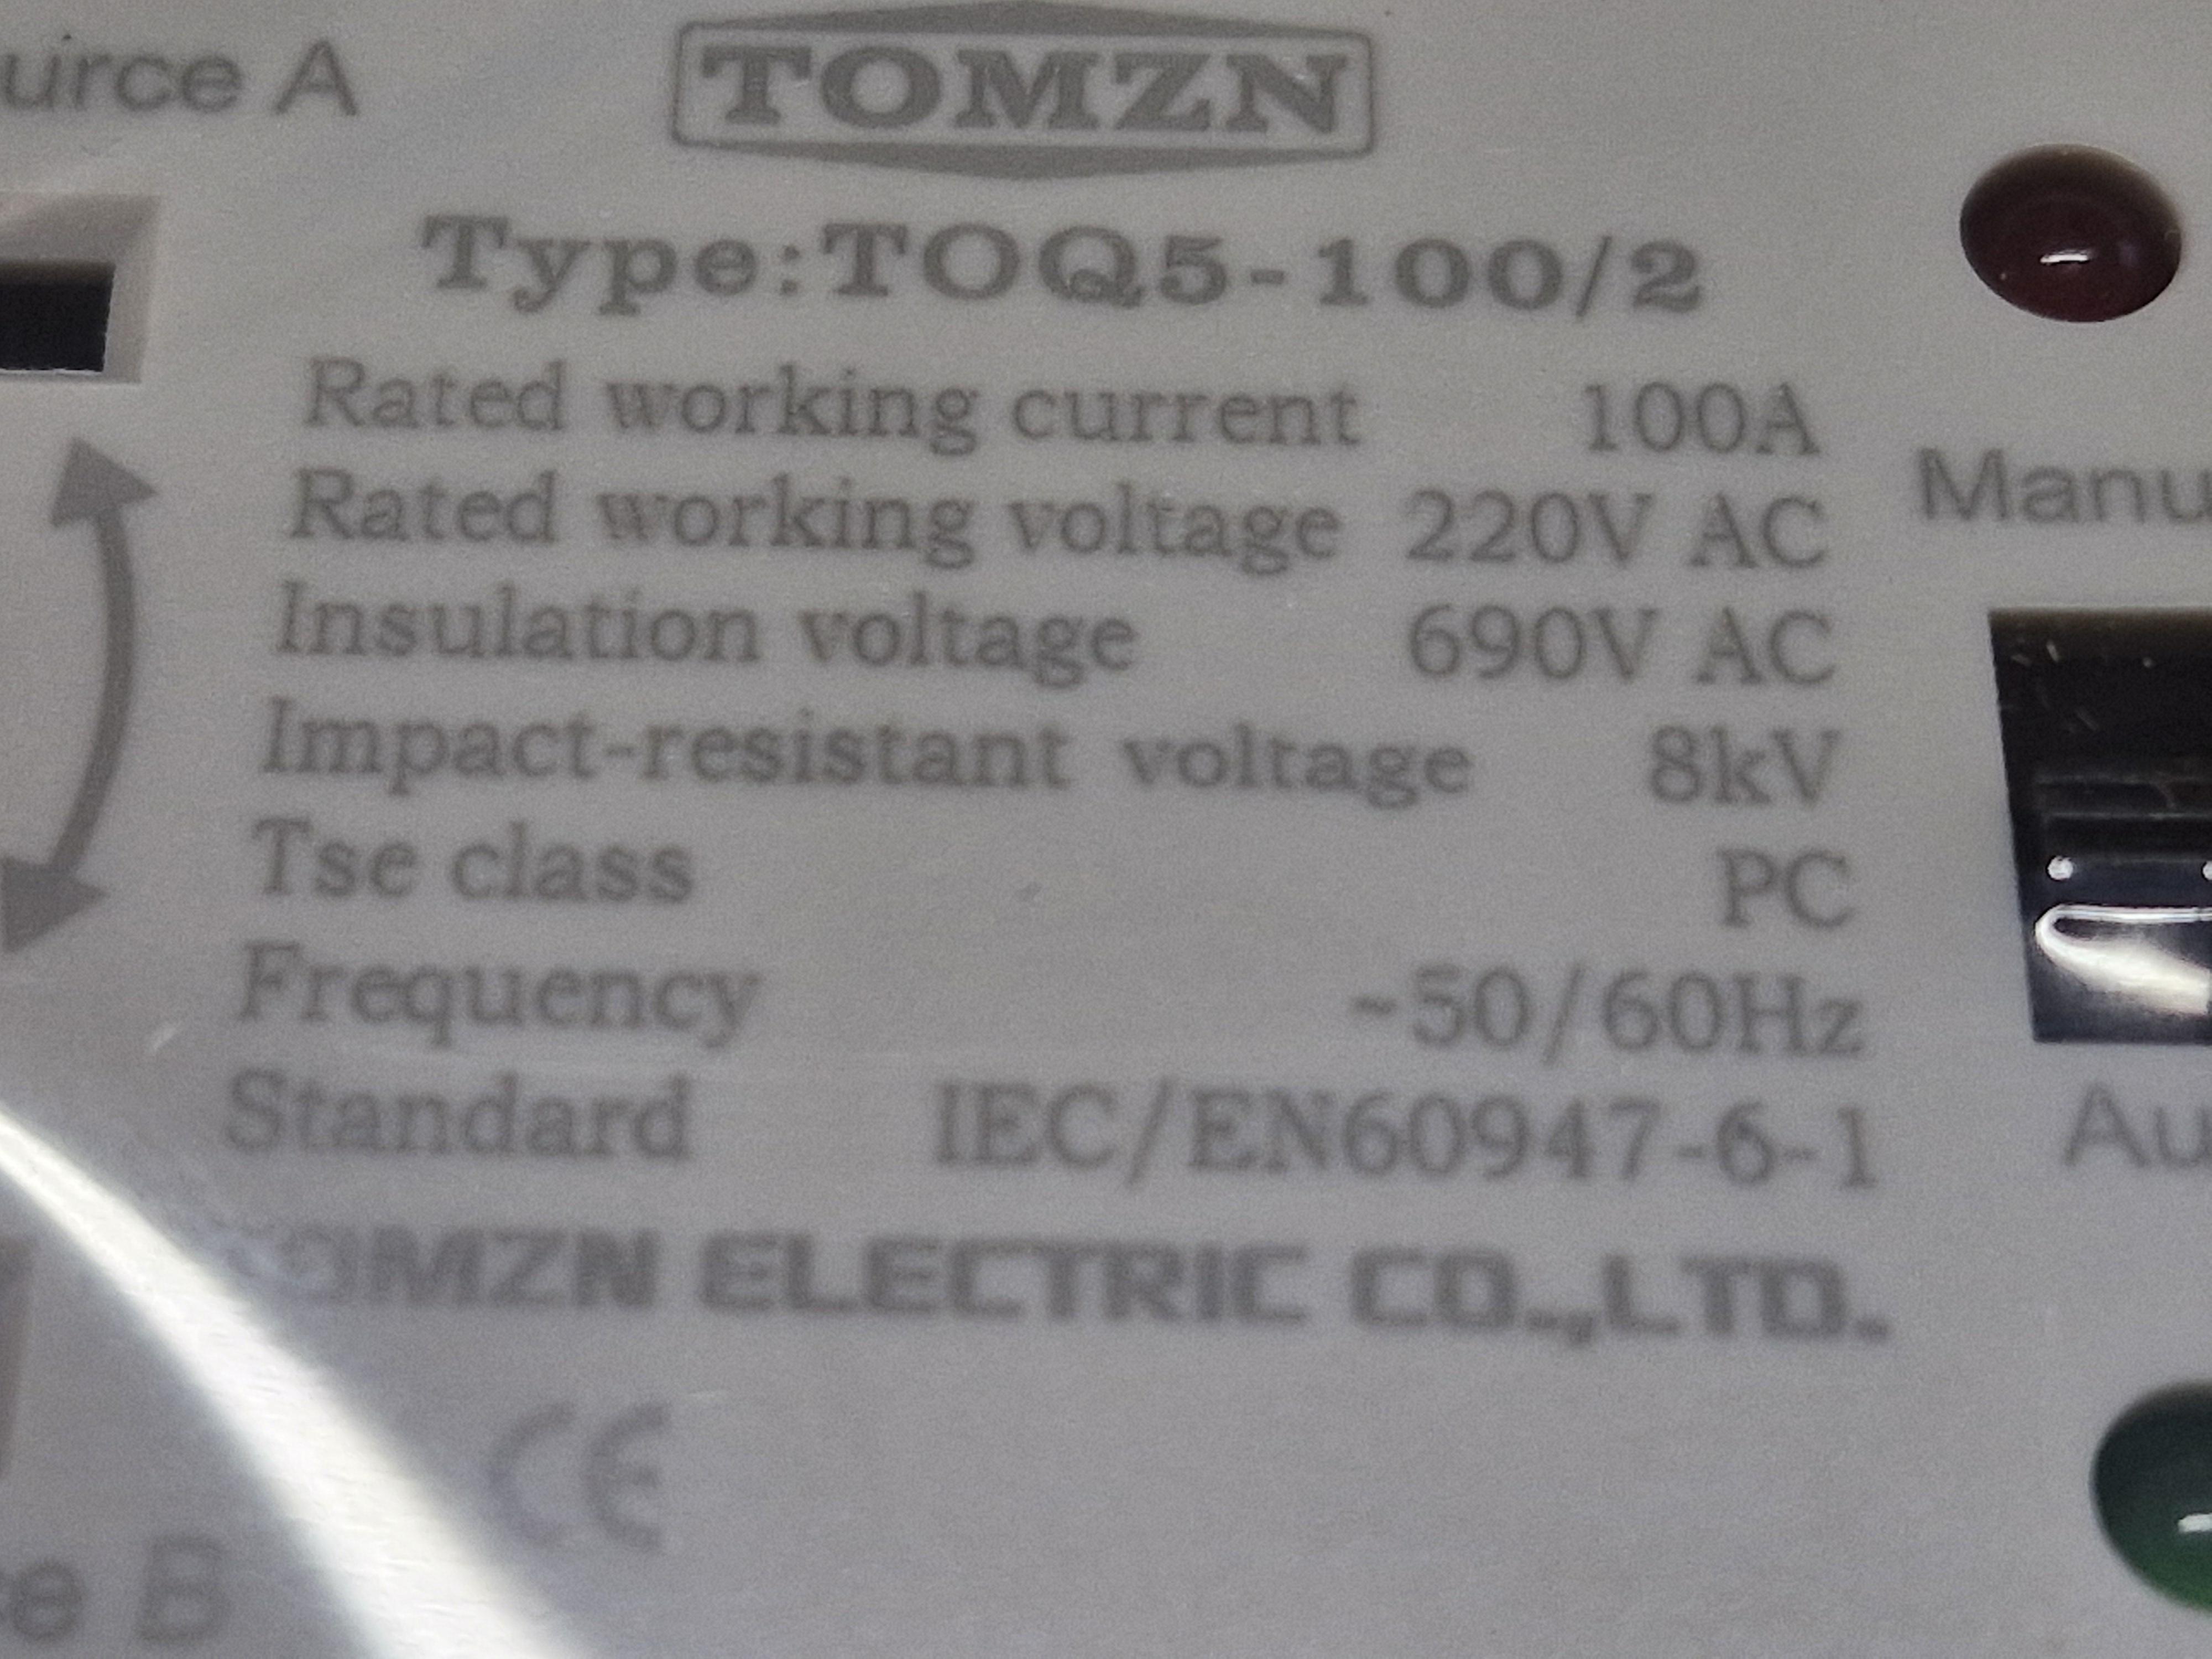 urce A
TOMZN
Type:TOQ5-100/2
Rated working current 100A
Rated working voltage 220V AC
Manu
Insulation voltage 690V AC
Impact-resistant voltage 8kV
Tse class PC
Frequency ~50/60Hz
Standard IEC/EN60947-6-1
Au
TOMZN ELECTRIC CO.,LTD.
CE
ce B